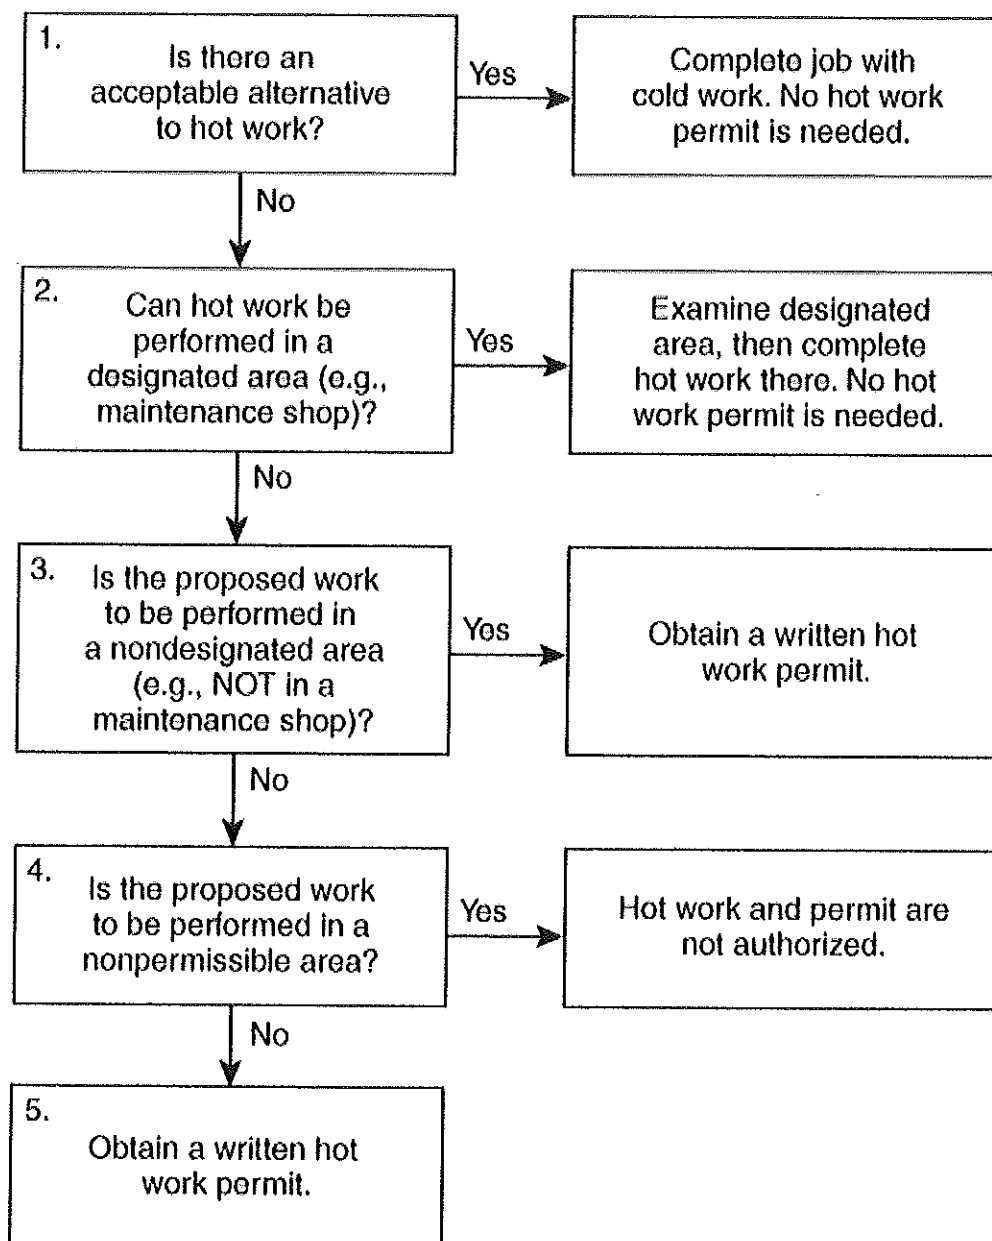 1.
Is there an
acceptable alternative
to hot work?
Yes
Complete job with
cold work. No hot work
permit is needed.
No
2.
Can hot work be
performed in a
designated area (e.g.,
maintenance shop)?
Yes
Examine designated
area, then complete
hot work there. No hot
work permit is needed.
No
3.
Is the proposed work
to be performed in
a nondesignated area
(e.g., NOT in a
maintenance shop)?
Yes
Obtain a written hot
work permit.
No
4.
Is the proposed work
to be performed in a
nonpermissible area?
Yes
Hot work and permit are
not authorized.
No
5.
Obtain a written hot
work permit.